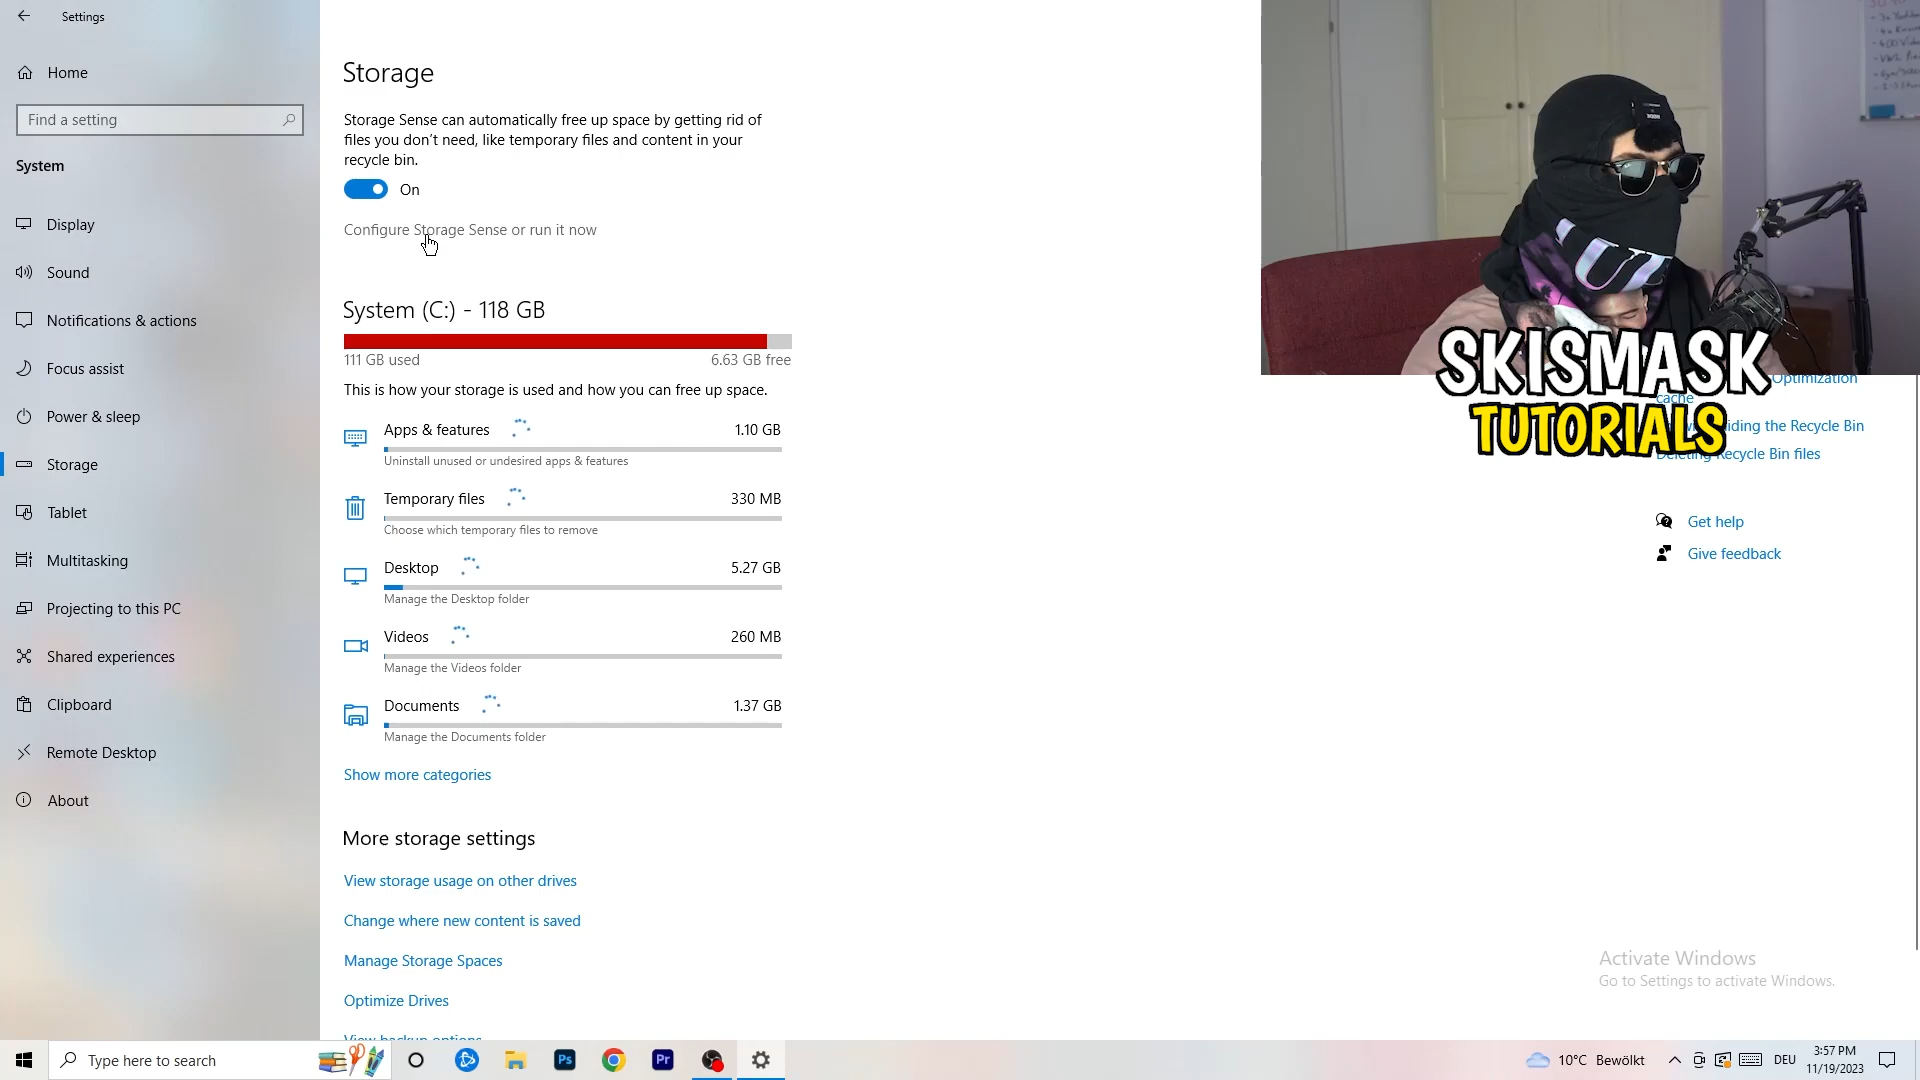 Settings
Home
Find a setting
System
Display
Sound
Notifications & actions
Focus assist
Power & sleep
Storage
Tablet
Multitasking
Projecting to this PC
Shared experiences
Clipboard
Remote Desktop
About
Storage
Storage Sense can automatically free up space by getting rid of
files you don't need, like temporary files and content in your
recycle bin.
On
Configure Storage Sense or run it now
System (C:) - 118 GB
111 GB used
6.63 GB free
This is how your storage is used and how you can free up space.
Apps & features
1.10 GB
Uninstall unused or undesired apps & features
Temporary files
330 MB
Choose which temporary files to remove
Desktop
5.27 GB
Manage the Desktop folder
Videos
260 MB
Manage the Videos folder
Documents
1.37 GB
Manage the Documents folder
Show more categories
More storage settings
View storage usage on other drives
Change where new content is saved
Manage Storage Spaces
Optimize Drives
View backup options
SKISMASK
TUTORIALS
Optimization
cache
the Recycle Bin
Deleting Recycle Bin files
Get help
Give feedback
Activate Windows
Go to Settings to activate Windows.
Type here to search
Ps
Pr
10°C Bewölkt
DEU
3:57 PM
11/19/2023